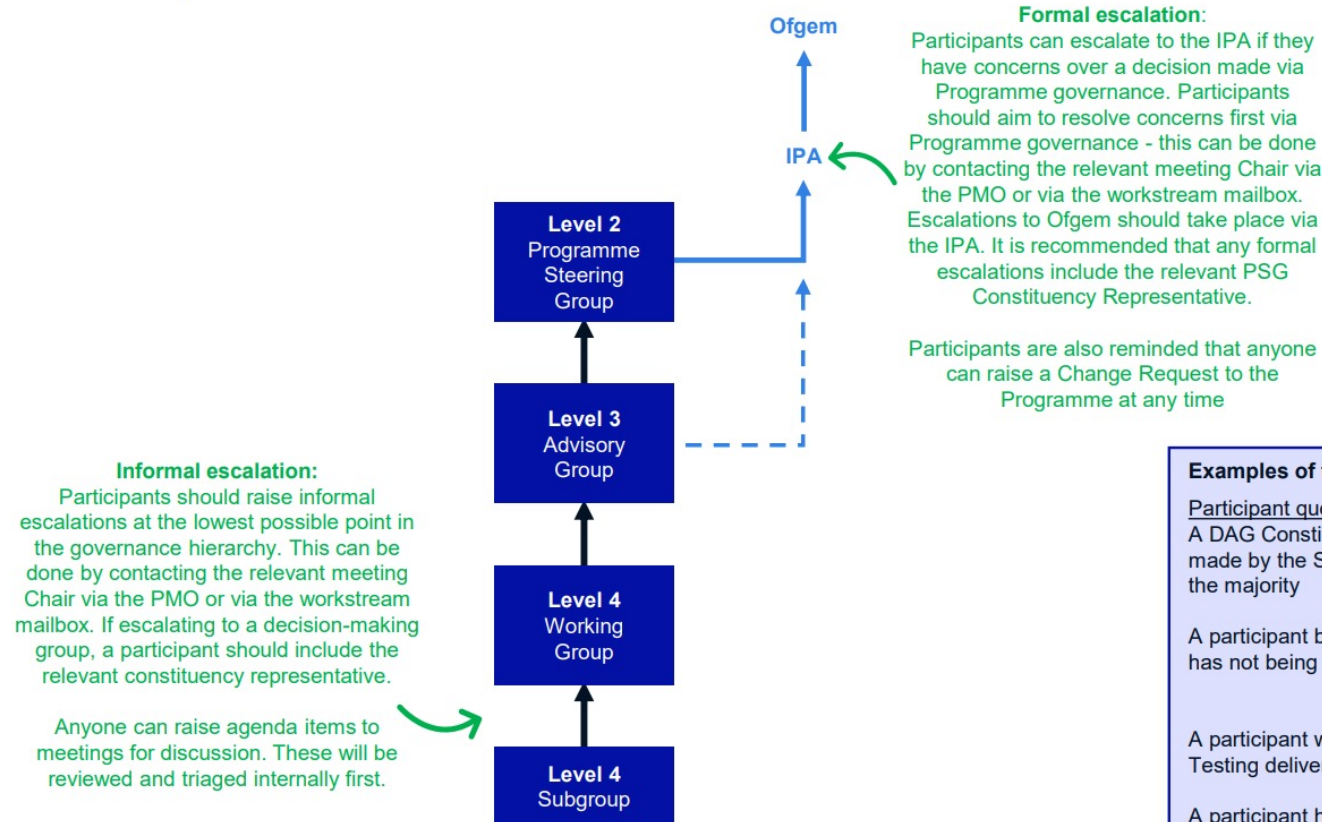 Ofgem
IPA
Formal escalation:
Participants can escalate to the IPA if they
have concerns over a decision made via
Programme governance. Participants
should aim to resolve concerns first via
Programme governance - this can be done
by contacting the relevant meeting Chair via
the PMO or via the workstream mailbox.
Escalations to Ofgem should take place via
the IPA. It is recommended that any formal
escalations include the relevant PSG
Constituency Representative.
Participants are also reminded that anyone
can raise a Change Request to the
Programme at any time
Level 2
Programme
Steering
Group
Level 3
Advisory
Group
Informal escalation:
Participants should raise informal
escalations at the lowest possible point in
the governance hierarchy. This can be
done by contacting the relevant meeting
Chair via the PMO or via the workstream
mailbox. If escalating to a decision-making
group, a participant should include the
relevant constituency representative.
Anyone can raise agenda items to
meetings for discussion. These will be
reviewed and triaged internally first.
Level 4
Working
Group
Level 4
Subgroup
Examples of
Participant
A DAG
made by the
the majority
A participant
has not being
A participant
Testing
A participant